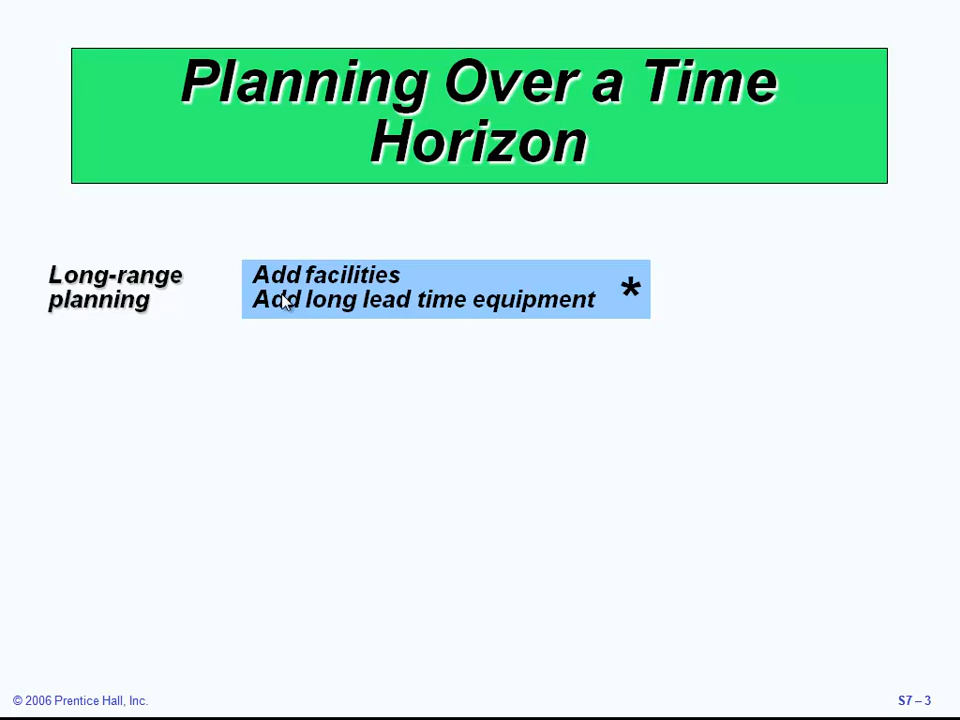 Planning Over a Time
Horizon
Long-range
planning
Add facilities
Add long lead time equipment
*
© 2006 Prentice Hall, Inc.
S7 – 3